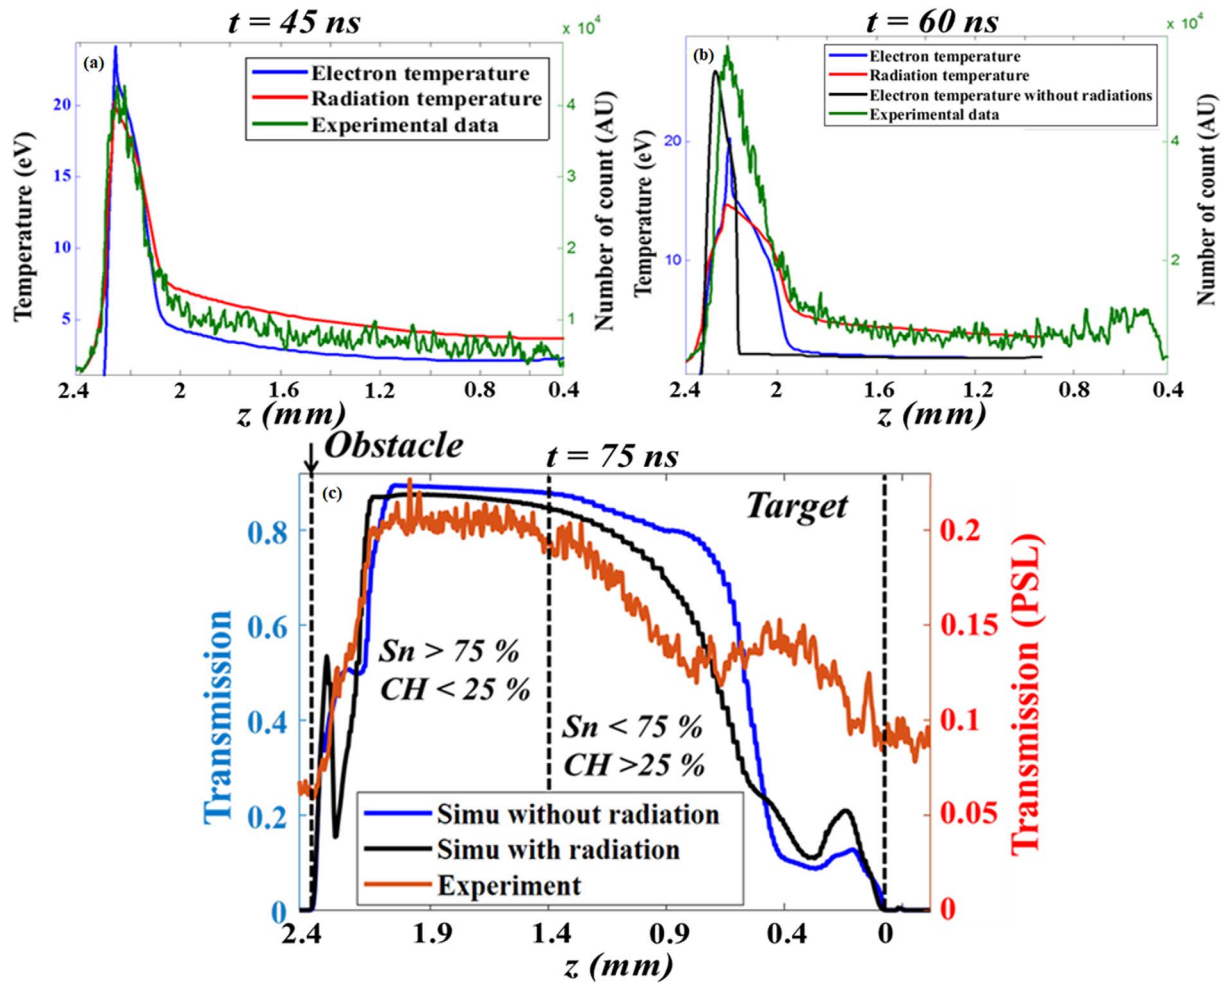 t = 45 ns
x 10^4
(a)
Electron temperature
Radiation temperature
Experimental data
Temperature (eV)
20
15
10
5
Number of count (AU)
4
3
2
1
2.4 2 1.6 1.2 0.8 0.4
z (mm)
t = 60 ns
x 10^4
(b)
Electron temperature
Radiation temperature
Electron temperature without radiations
Experimental data
Temperature (eV)
20
10
Number of count (AU)
4
2
2.4 2 1.6 1.2 0.8 0.4
z (mm)
Obstacle
t = 75 ns
(c)
Target
Transmission
0.8
0.6
0.4
0.2
0
Transmission (PSL)
0.2
0.15
0.1
0.05
0
Sn > 75 %
CH < 25 %
Sn < 75 %
CH >25 %
Simu without radiation
Simu with radiation
Experiment
2.4 1.9 1.4 0.9 0.4 0
z (mm)